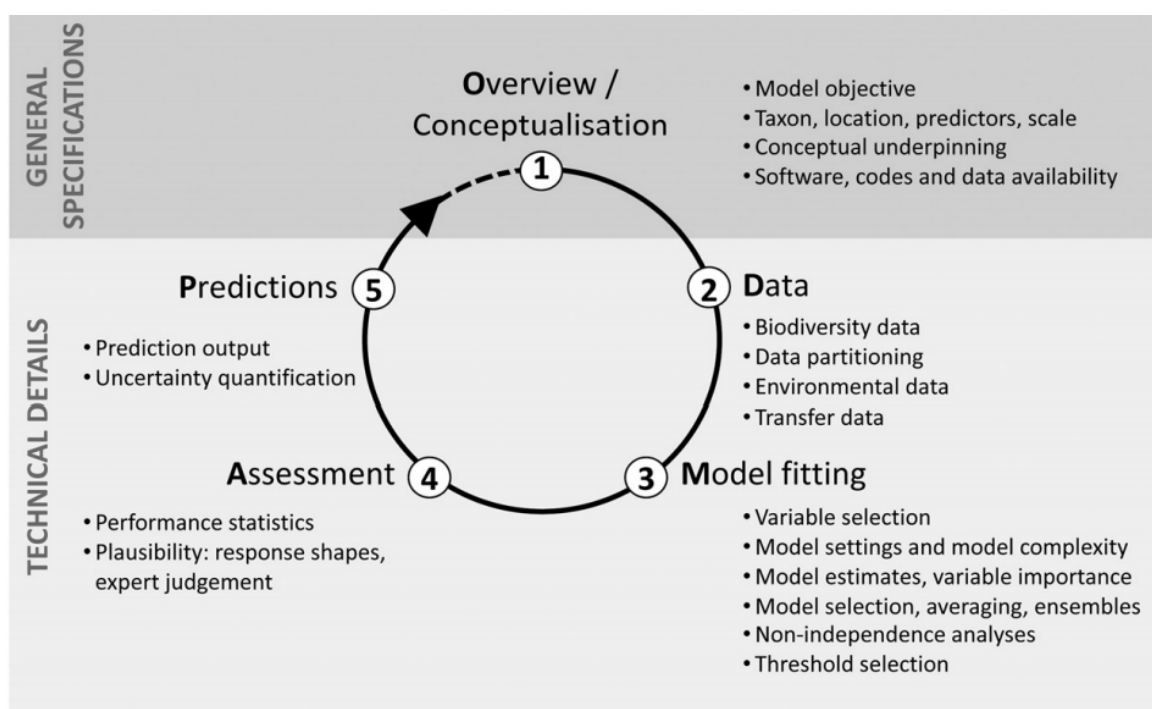 GENERAL
SPECIFICATIONS
Overview /
Conceptualisation
• Model objective
• Taxon, location, predictors, scale
• Conceptual underpinning
• Software, codes and data availability
1
TECHNICAL DETAILS
2
Data
• Biodiversity data
• Data partitioning
• Environmental data
• Transfer data
3
Model fitting
• Variable selection
• Model settings and model complexity
• Model estimates, variable importance
• Model selection, averaging, ensembles
• Non-independence analyses
• Threshold selection
Assessment
4
• Performance statistics
• Plausibility: response shapes,
expert judgement
Predictions
5
• Prediction output
• Uncertainty quantification